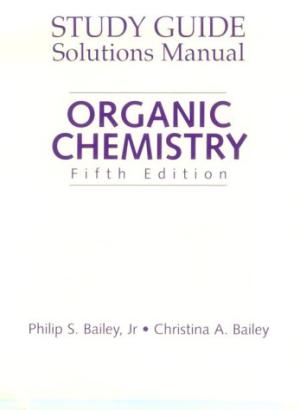 STUDY GUIDE
Solutions Manual
ORGANIC
CHEMISTRY
Fifth Edition
Philip S. Bailey, Jr • Christina A. Bailey